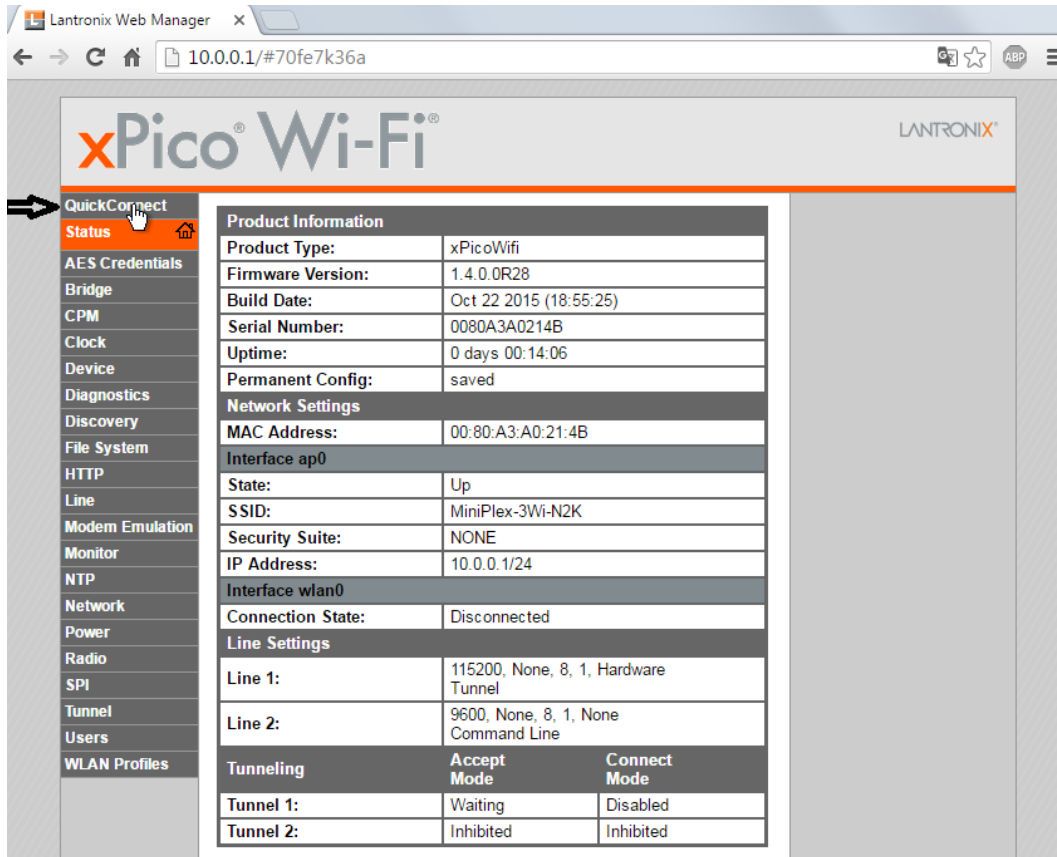 Lantronix Web Manager
10.0.0.1/#70fe7k36a
ABP
xPico® Wi-Fi®
LANTRONIX®
QuickConnect
Status
AES Credentials
Bridge
CPM
Clock
Device
Diagnostics
Discovery
File System
HTTP
Line
Modem Emulation
Monitor
NTP
Network
Power
Radio
SPI
Tunnel
Users
WLAN Profiles
Product Information
Product Type: xPicoWifi
Firmware Version: 1.4.0.0R28
Build Date: Oct 22 2015 (18:55:25)
Serial Number: 0080A3A0214B
Uptime: 0 days 00:14:06
Permanent Config: saved
Network Settings
MAC Address: 00:80:A3:A0:21:4B
Interface ap0
State: Up
SSID: MiniPlex-3Wi-N2K
Security Suite: NONE
IP Address: 10.0.0.1/24
Interface wlan0
Connection State: Disconnected
Line Settings
Line 1: 115200, None, 8, 1, Hardware
Tunnel
Line 2: 9600, None, 8, 1, None
Command Line
Tunneling Accept Mode Connect Mode
Tunnel 1: Waiting Disabled
Tunnel 2: Inhibited Inhibited